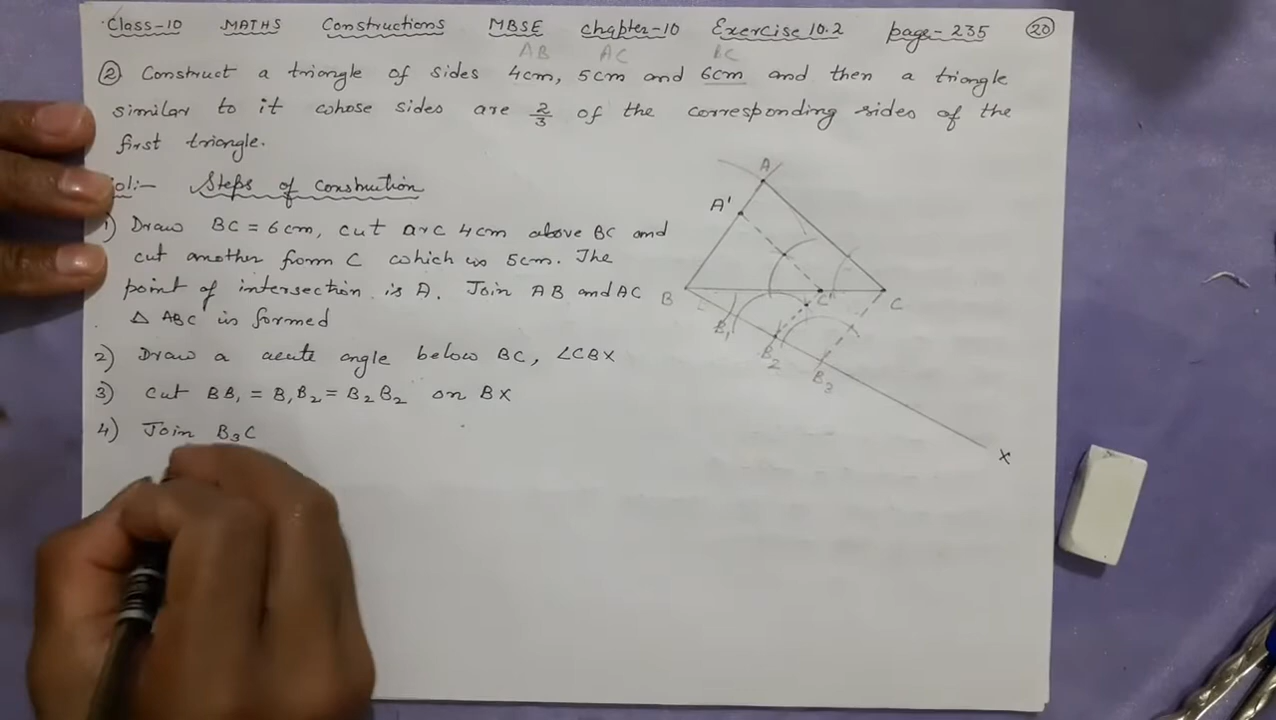 Class-10 MATHS Constructions MBSE chapter-10 Exercise 10.2 page-235 20
AB AC BC
② Construct a triangle of sides 4cm, 5cm and 6cm and then a triangle
similar to it whose sides are 2/3 of the corresponding sides of the
first triangle.
Sol:- Steps of construction
1) Draw BC = 6cm, cut arc 4cm above BC and
cut another from C which is 5cm. The
point of intersection is A. Join AB and AC
Δ ABC is formed
2) Draw a acute angle below BC, ∠CBX
3) Cut BB₁ = B₁B₂ = B₂B₂ on BX
4) Join B₃C
A
A'
B
C'
C
B₁
B₂
B₃
X